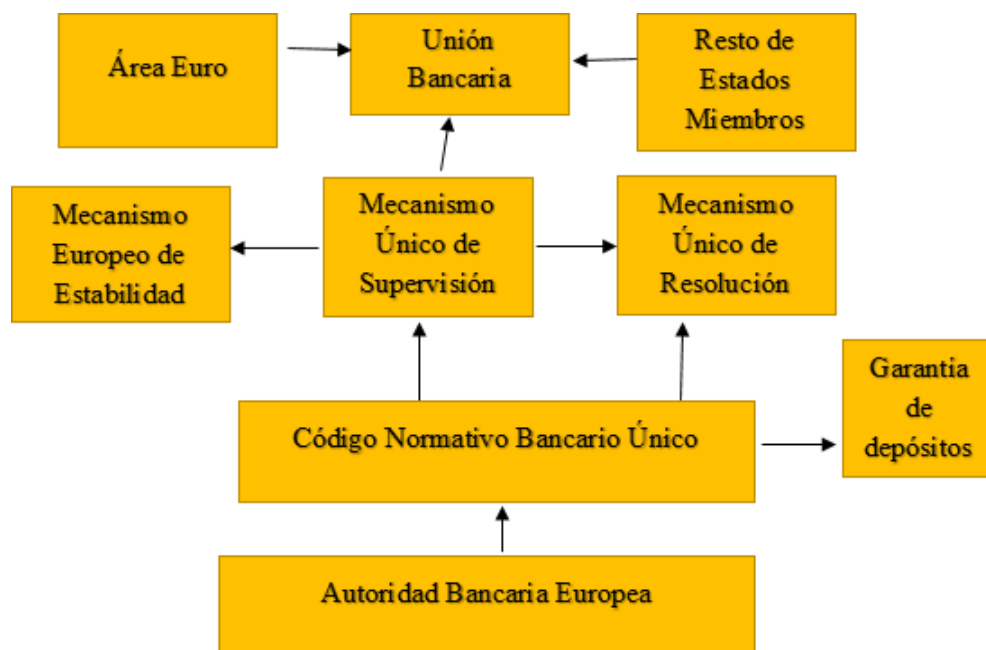 Área Euro
Unión
Bancaria
Resto de
Estados
Miembros
Mecanismo
Europeo de
Estabilidad
Mecanismo
Único de
Supervisión
Mecanismo
Único de
Resolución
Garantía
de
depósitos
Código Normativo Bancario Único
Autoridad Bancaria Europea